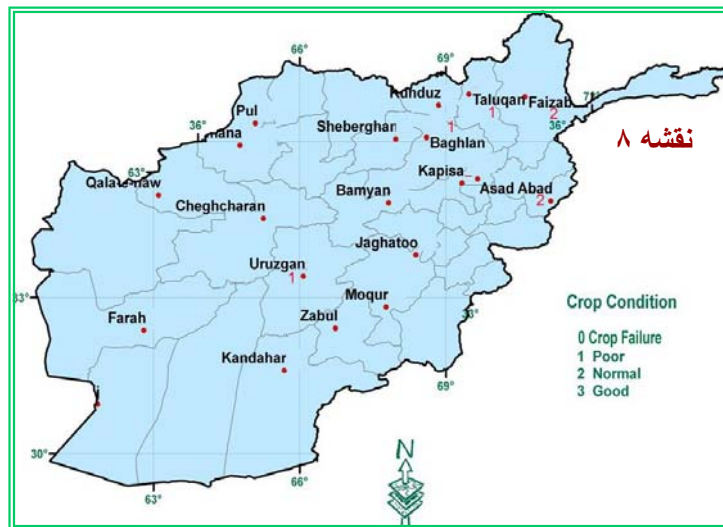 66°
69°
Kunduz
Taluqan
Faizab
71°
1
1
2
Pul
36°
mana
Sheberghan
Baghlan
36°
نقشه ۸
63°
Qala-e-naw
Kapisa
Asad Abad
2
Cheghcharan
Bamyan
Jaghatoo
Uruzgan
1
33°
Moqur
33°
Farah
Zabul
Kandahar
69°
30°
63°
66°
N
Crop Condition
0 Crop Failure
1 Poor
2 Normal
3 Good